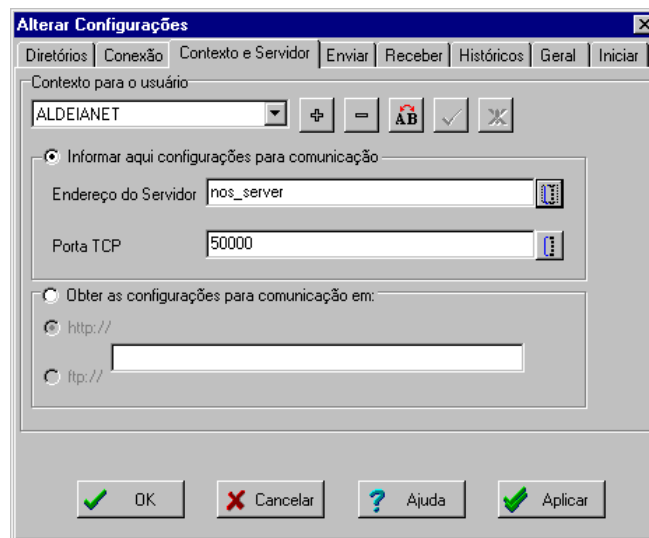 Alterar Configurações
Diretórios Conexão Contexto e Servidor Enviar Receber Históricos Geral Iniciar
Contexto para o usuário
ALDEIANET
AB
Informar aqui configurações para comunicação
Endereço do Servidor nos_server
Porta TCP 50000
Obter as configurações para comunicação em:
http://
ftp://
OK Cancelar ? Ajuda Aplicar